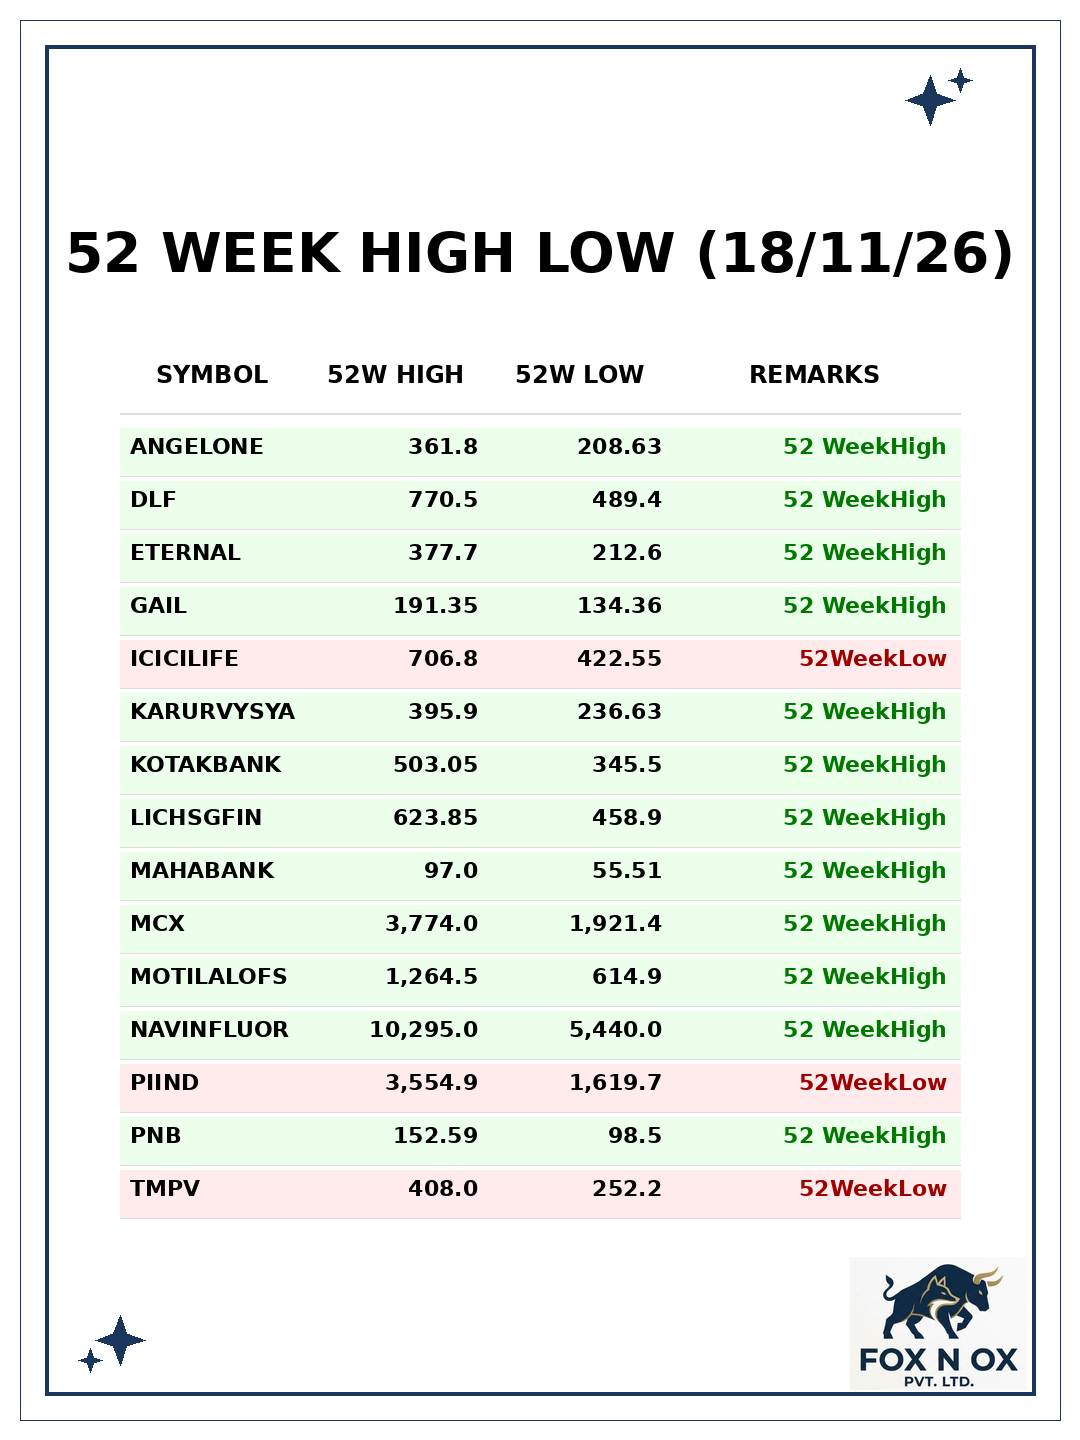 52 WEEK HIGH LOW (18/11/26)
SYMBOL 52W HIGH 52W LOW REMARKS
ANGELONE 361.8 208.63 52 WeekHigh
DLF 770.5 489.4 52 WeekHigh
ETERNAL 377.7 212.6 52 WeekHigh
GAIL 191.35 134.36 52 WeekHigh
ICICILIFE 706.8 422.55 52WeekLow
KARURVYSYA 395.9 236.63 52 WeekHigh
KOTAKBANK 503.05 345.5 52 WeekHigh
LICHSGFIN 623.85 458.9 52 WeekHigh
MAHABANK 97.0 55.51 52 WeekHigh
MCX 3,774.0 1,921.4 52 WeekHigh
MOTILALOFS 1,264.5 614.9 52 WeekHigh
NAVINFLUOR 10,295.0 5,440.0 52 WeekHigh
PIIND 3,554.9 1,619.7 52WeekLow
PNB 152.59 98.5 52 WeekHigh
TMPV 408.0 252.2 52WeekLow
FOX N OX
PVT. LTD.